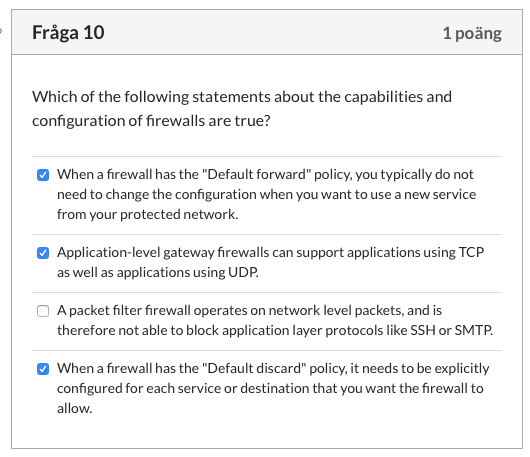 Fråga 10
1 poäng
Which of the following statements about the capabilities and
configuration of firewalls are true?
When a firewall has the "Default forward" policy, you typically do not
need to change the configuration when you want to use a new service
from your protected network.
Application-level gateway firewalls can support applications using TCP
as well as applications using UDP.
A packet filter firewall operates on network level packets, and is
therefore not able to block application layer protocols like SSH or SMTP.
When a firewall has the "Default discard" policy, it needs to be explicitly
configured for each service or destination that you want the firewall to
allow.